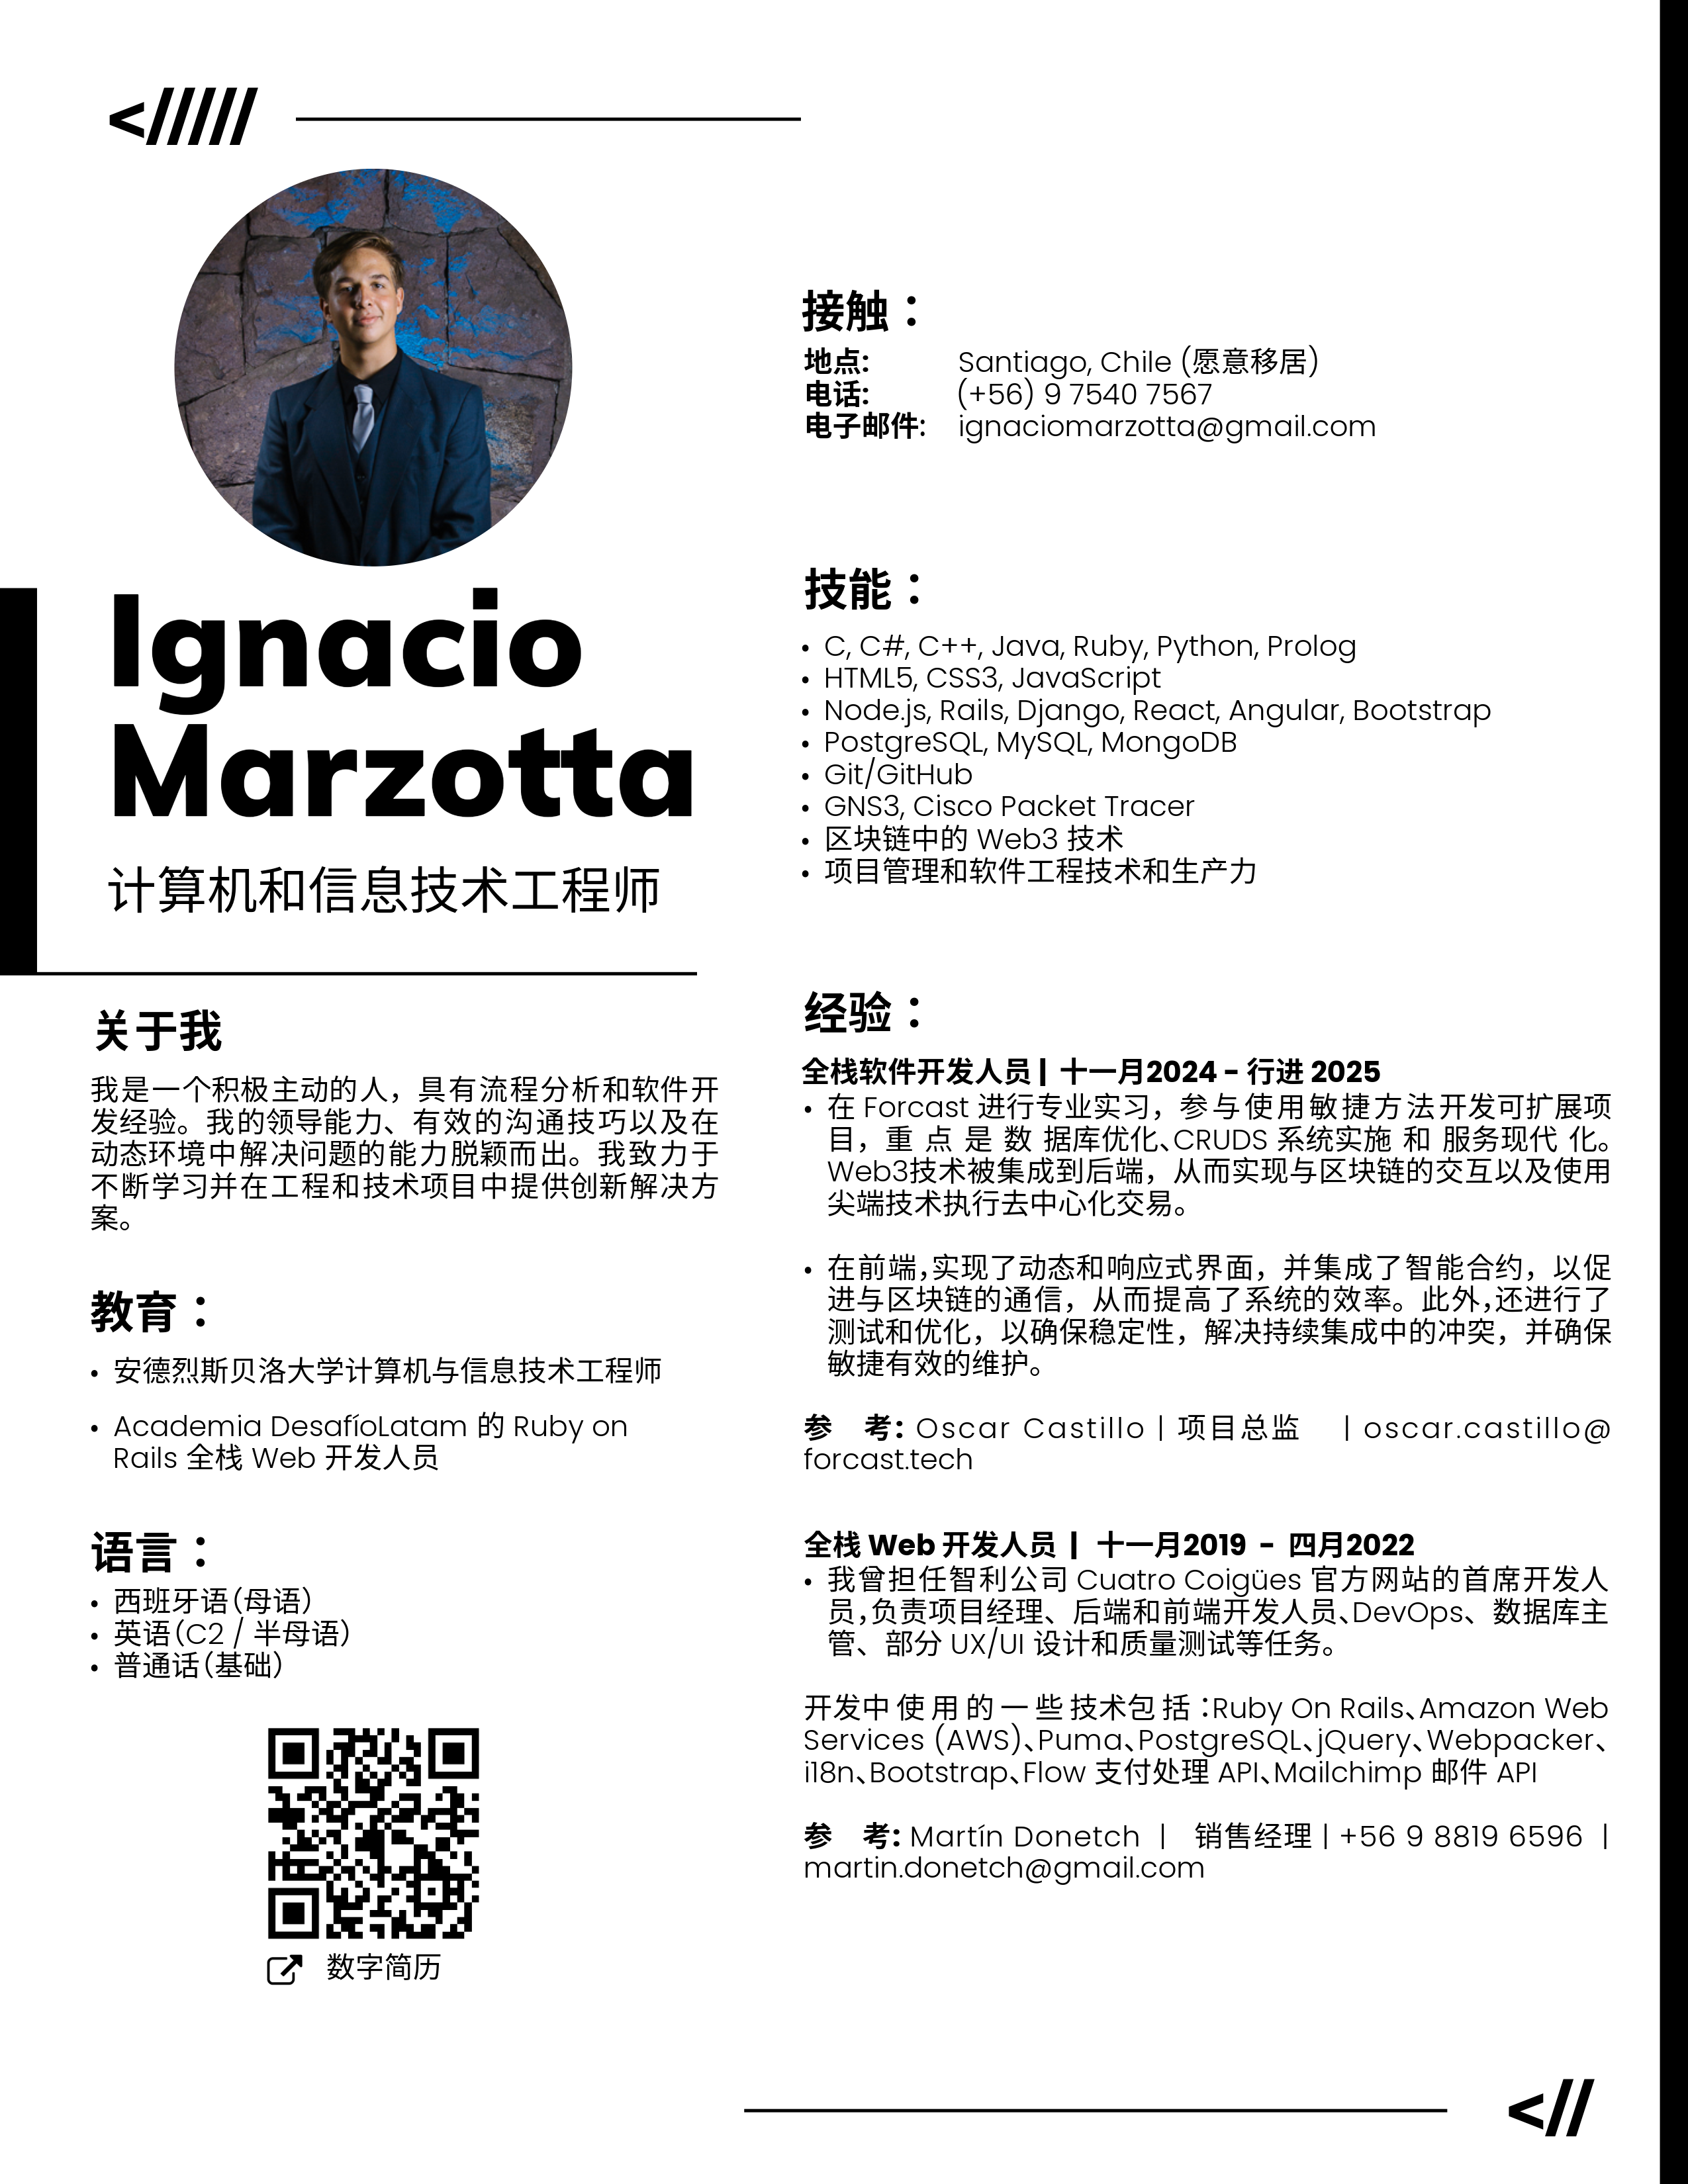 </////
Ignacio
Marzotta
计算机和信息技术工程师
关于我
我是一个积极主动的人，具有流程分析和软件开
发经验。我的领导能力、有效的沟通技巧以及在
动态环境中解决问题的能力脱颖而出。我致力于
不断学习并在工程和技术项目中提供创新解决方
案。
教育：
• 安德烈斯贝洛大学计算机与信息技术工程师
• Academia DesafíoLatam 的 Ruby on
Rails 全栈 Web 开发人员
语言：
• 西班牙语（母语）
• 英语（C2 / 半母语）
• 普通话（基础）
数字简历
接触：
地点: Santiago, Chile (愿意移居)
电话: (+56) 9 7540 7567
电子邮件: ignaciomarzotta@gmail.com
技能：
• C, C#, C++, Java, Ruby, Python, Prolog
• HTML5, CSS3, JavaScript
• Node.js, Rails, Django, React, Angular, Bootstrap
• PostgreSQL, MySQL, MongoDB
• Git/GitHub
• GNS3, Cisco Packet Tracer
• 区块链中的 Web3 技术
• 项目管理和软件工程技术和生产力
经验：
全栈软件开发人员 | 十一月2024 - 行进 2025
• 在 Forcast 进行专业实习，参与使用敏捷方法开发可扩展项
目，重点是数据库优化、CRUDS 系统实施和服务现代化。
Web3技术被集成到后端，从而实现与区块链的交互以及使用
尖端技术执行去中心化交易。
• 在前端，实现了动态和响应式界面，并集成了智能合约，以促
进与区块链的通信，从而提高了系统的效率。此外，还进行了
测试和优化，以确保稳定性，解决持续集成中的冲突，并确保
敏捷有效的维护。
参 考: Oscar Castillo | 项目总监 | oscar.castillo@
forcast.tech
全栈 Web 开发人员 | 十一月2019 - 四月2022
• 我曾担任智利公司 Cuatro Coigües 官方网站的首席开发人
员，负责项目经理、后端和前端开发人员、DevOps、数据库主
管、部分 UX/UI 设计和质量测试等任务。
开发中使用的一些技术包括：Ruby On Rails、Amazon Web
Services (AWS)、Puma、PostgreSQL、jQuery、Webpacker、
i18n、Bootstrap、Flow 支付处理 API、Mailchimp 邮件 API
参 考: Martín Donetch | 销售经理 | +56 9 8819 6596 |
martin.donetch@gmail.com
<//